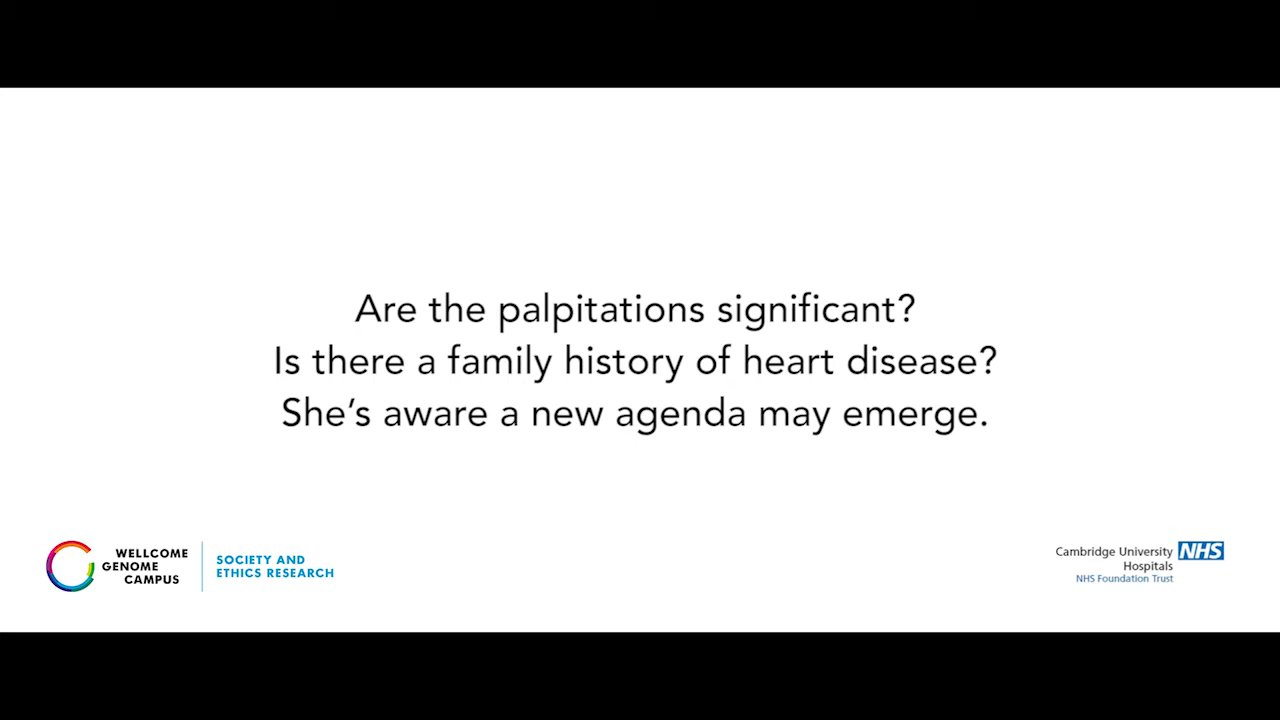 Are the palpitations significant?
Is there a family history of heart disease?
She's aware a new agenda may emerge.
WELLCOME
GENOME
CAMPUS
SOCIETY AND
ETHICS RESEARCH
Cambridge University NHS
Hospitals
NHS Foundation Trust